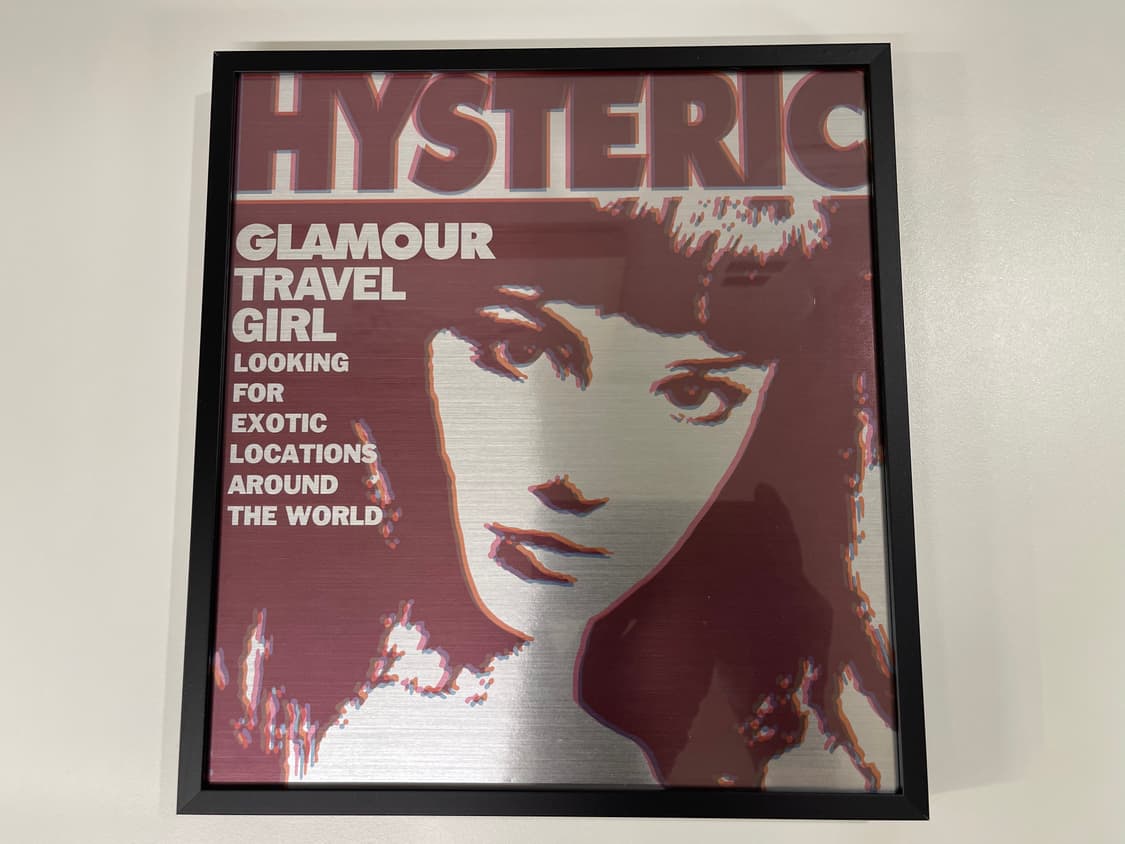 HYSTERIC
GLAMOUR
TRAVEL
GIRL
LOOKING
FOR
EXOTIC
LOCATIONS
AROUND
THE WORLD